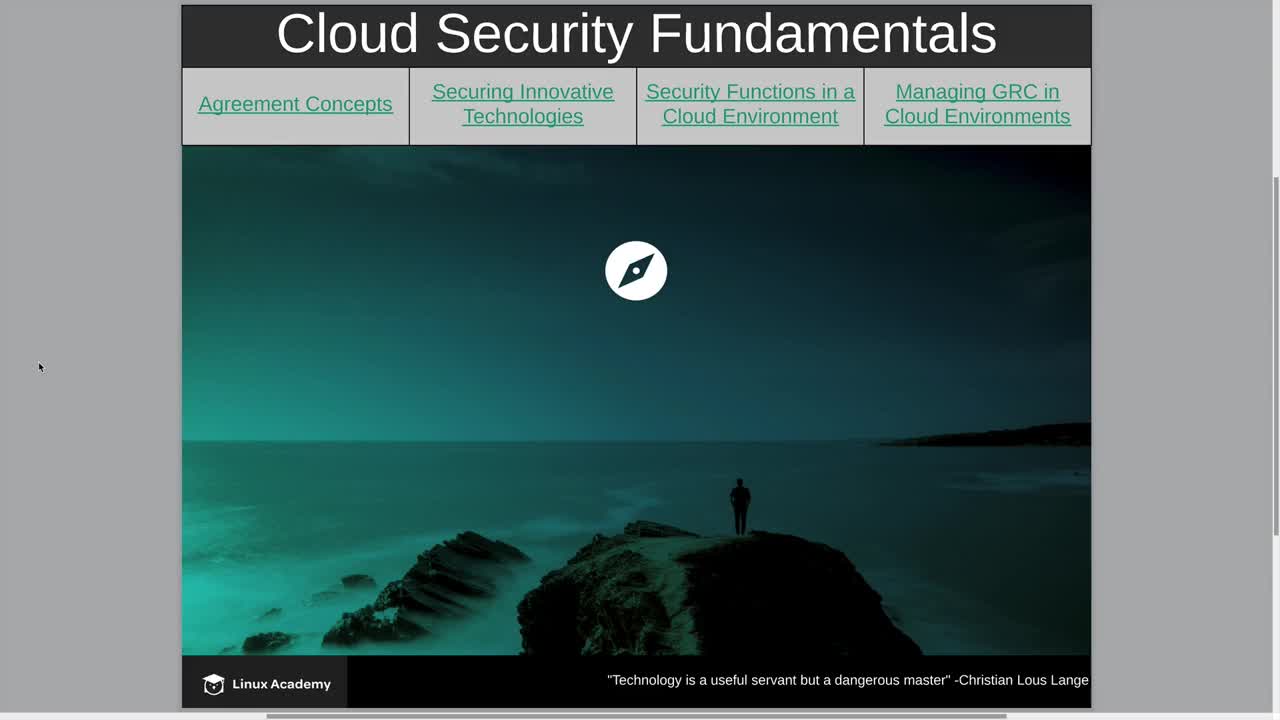 Cloud Security Fundamentals
Agreement Concepts
Securing Innovative
Technologies
Security Functions in a
Cloud Environment
Managing GRC in
Cloud Environments
Linux Academy
"Technology is a useful servant but a dangerous master" -Christian Lous Lange